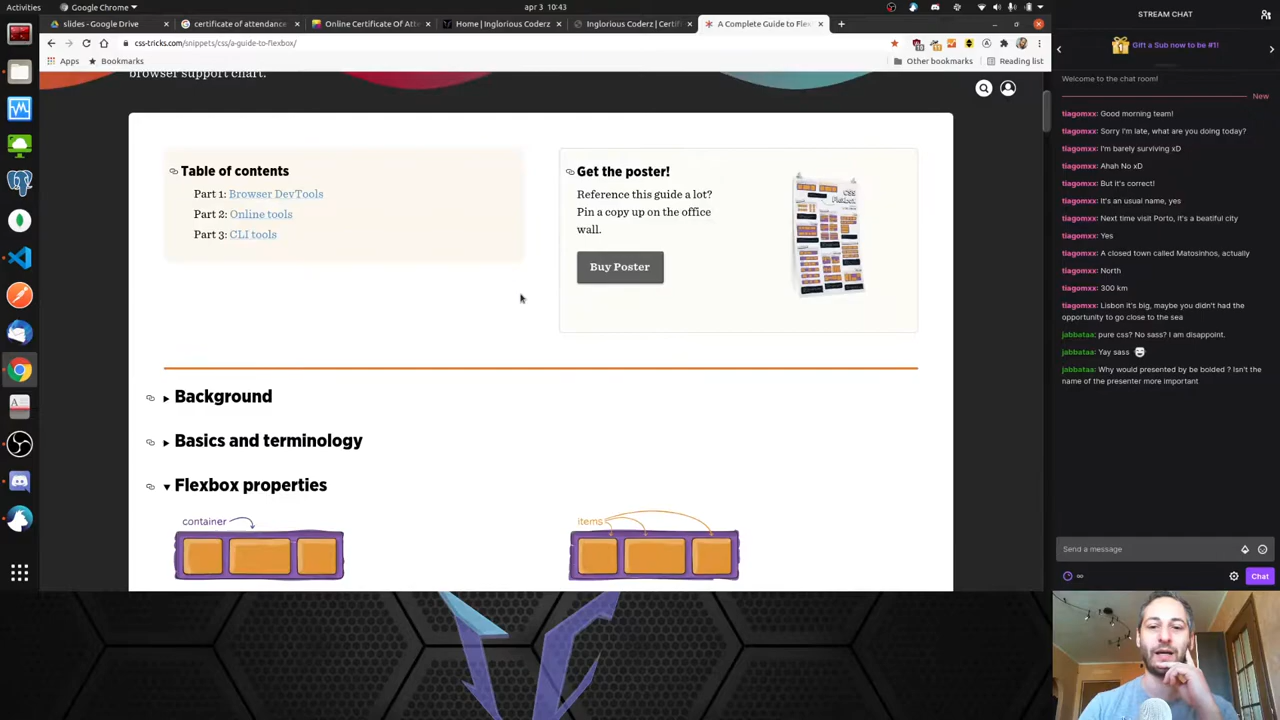 Activities
Google Chrome
apr 3 10:43
STREAM CHAT
slides - Google Drive
certificate of attendance
Online Certificate Of Att
Home | Inglorious Coderz
Inglorious Coderz | Certif
A Complete Guide to Flex
css-tricks.com/snippets/css/a-guide-to-flexbox/
Gift a Sub now to be #1!
Apps
Bookmarks
Other bookmarks
Reading list
browser support chart.
Welcome to the chat room!
New
tiagomxx: Good morning team!
tiagomxx: Sorry I'm late, what are you doing today?
tiagomxx: I'm barely surviving xD
tiagomxx: Ahah No xD
tiagomxx: But it's correct!
tiagomxx: It's an usual name, yes
tiagomxx: Next time visit Porto, it's a beatiful city
tiagomxx: Yes
tiagomxx: A closed town called Matosinhos, actually
tiagomxx: North
tiagomxx: 300 km
tiagomxx: Lisbon it's big, maybe you didn't had the
opportunity to go close to the sea
jabbataa: pure css? No sass? I am disappoint.
jabbataa: Yay sass
jabbataa: Why would presented by be bolded ? Isn't the
name of the presenter more important
Table of contents
Part 1: Browser DevTools
Part 2: Online tools
Part 3: CLI tools
Get the poster!
Reference this guide a lot?
Pin a copy up on the office
wall.
Buy Poster
CSS
Flexbox
Background
Basics and terminology
Flexbox properties
container
items
Send a message
Chat